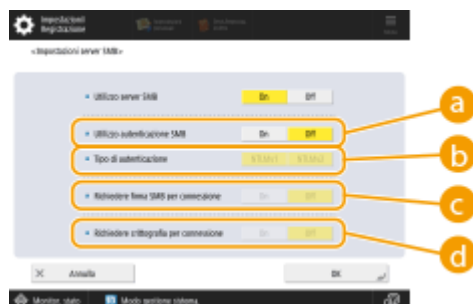 Impostazioni/
Registrazione
<Impostazioni server SMB>
Utilizzo server SMB On Off
Utilizzo autenticazione SMB On Off
Tipo di autenticazione NTLMv1 NTLMv2
Richiedere firma SMB per connessione On Off
Richiedere crittografia per connessione On Off
a
b
c
d
Annulla OK
Monitor stato Modo gestione sistema